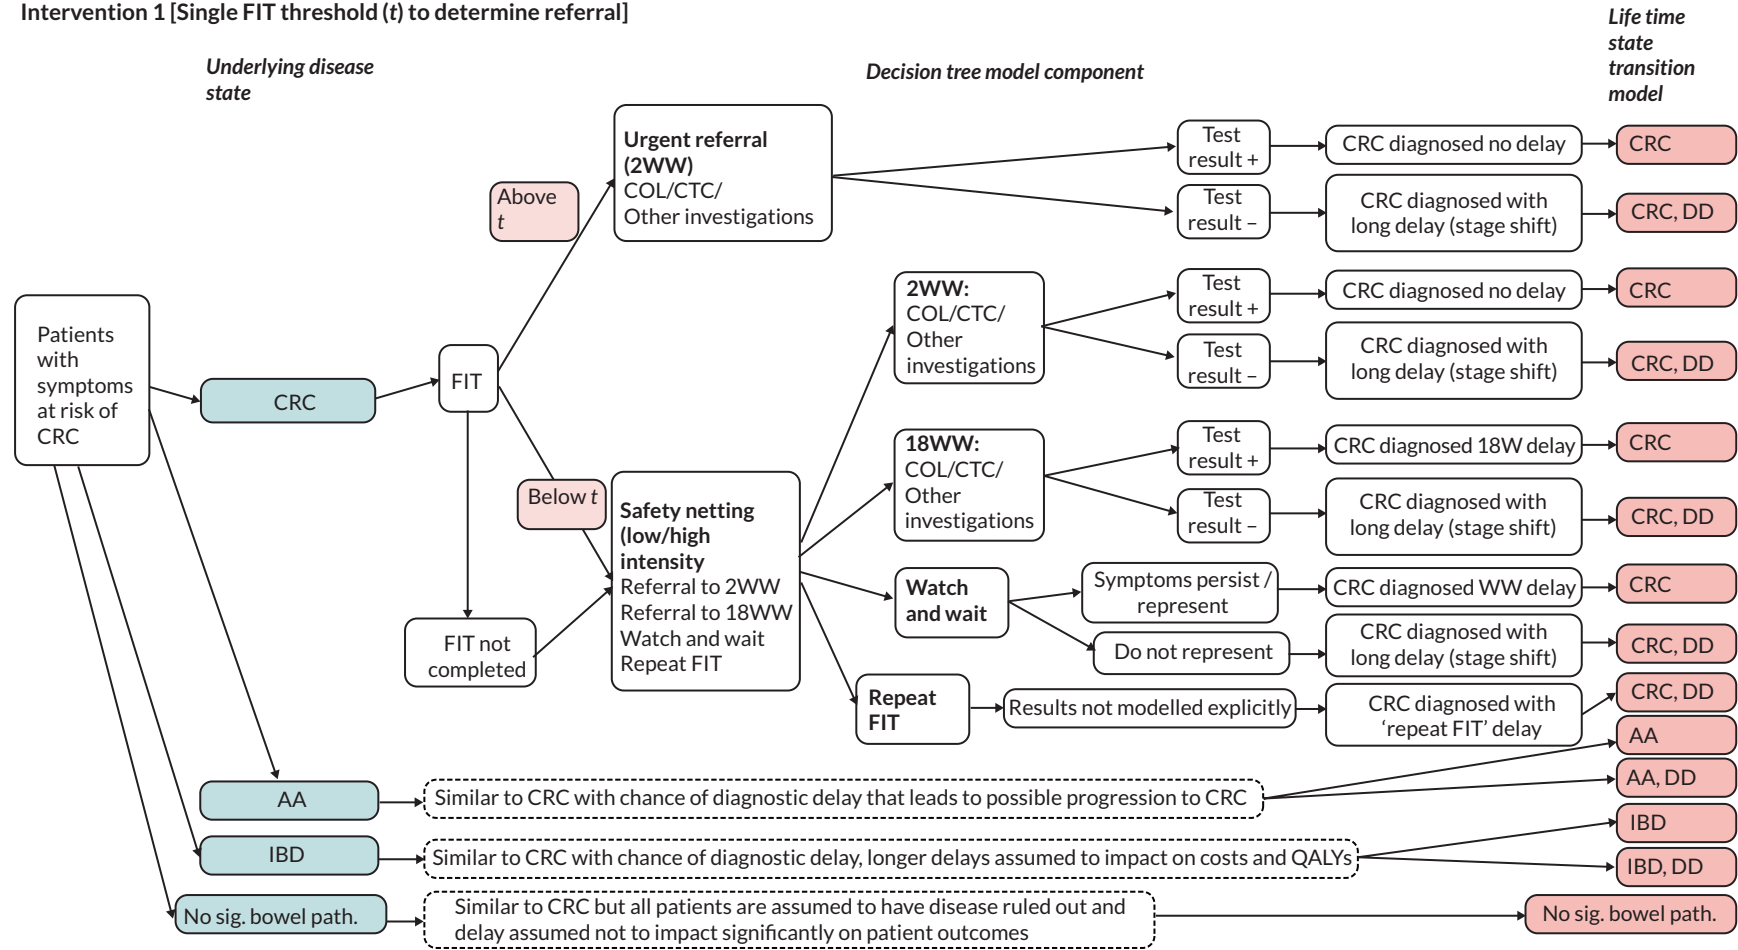 Intervention 1 [Single FIT threshold (t) to determine referral]
Life time
state
transition
model
Underlying disease
state
Decision tree model component
Patients
with
symptoms
at risk of
CRC
CRC
FIT
Above
t
Below t
FIT not
completed
Urgent referral
(2WW)
COL/CTC/
Other investigations
Test
result +
CRC diagnosed no delay
CRC
Test
result –
CRC diagnosed with
long delay (stage shift)
CRC, DD
Safety netting
(low/high
intensity
Referral to 2WW
Referral to 18WW
Watch and wait
Repeat FIT
2WW:
COL/CTC/
Other
investigations
Test
result +
CRC diagnosed no delay
CRC
Test
result –
CRC diagnosed with
long delay (stage shift)
CRC, DD
18WW:
COL/CTC/
Other
investigations
Test
result +
CRC diagnosed 18W delay
CRC
Test
result –
CRC diagnosed with
long delay (stage shift)
CRC, DD
Watch
and wait
Symptoms persist /
represent
CRC diagnosed WW delay
CRC
Do not represent
CRC diagnosed with
long delay (stage shift)
CRC, DD
Repeat
FIT
Results not modelled explicitly
CRC diagnosed with
‘repeat FIT’ delay
CRC, DD
AA
Similar to CRC with chance of diagnostic delay that leads to possible progression to CRC
AA
AA, DD
IBD
Similar to CRC with chance of diagnostic delay, longer delays assumed to impact on costs and QALYs
IBD
IBD, DD
No sig. bowel path.
Similar to CRC but all patients are assumed to have disease ruled out and
delay assumed not to impact significantly on patient outcomes
No sig. bowel path.